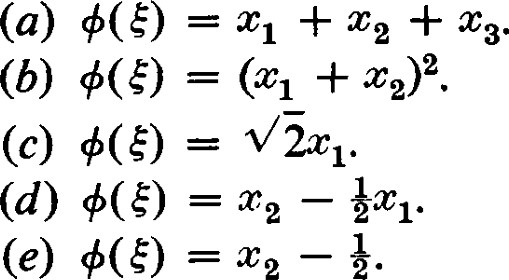 (a) ϕ(ξ) = x₁ + x₂ + x₃.
(b) ϕ(ξ) = (x₁ + x₂)².
(c) ϕ(ξ) = √2x₁.
(d) ϕ(ξ) = x₂ − ½x₁.
(e) ϕ(ξ) = x₂ − ½.